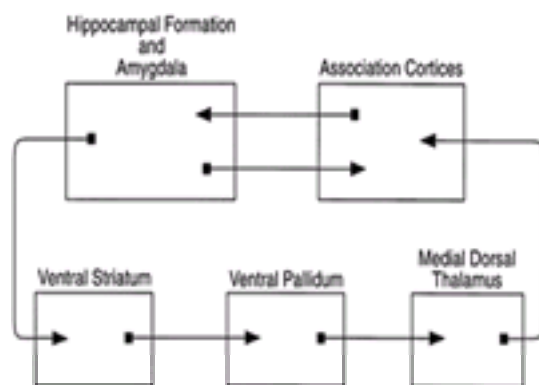 Hippocampal Formation
and
Amygdala
Association Cortices
Ventral Striatum
Ventral Pallidum
Medial Dorsal
Thalamus